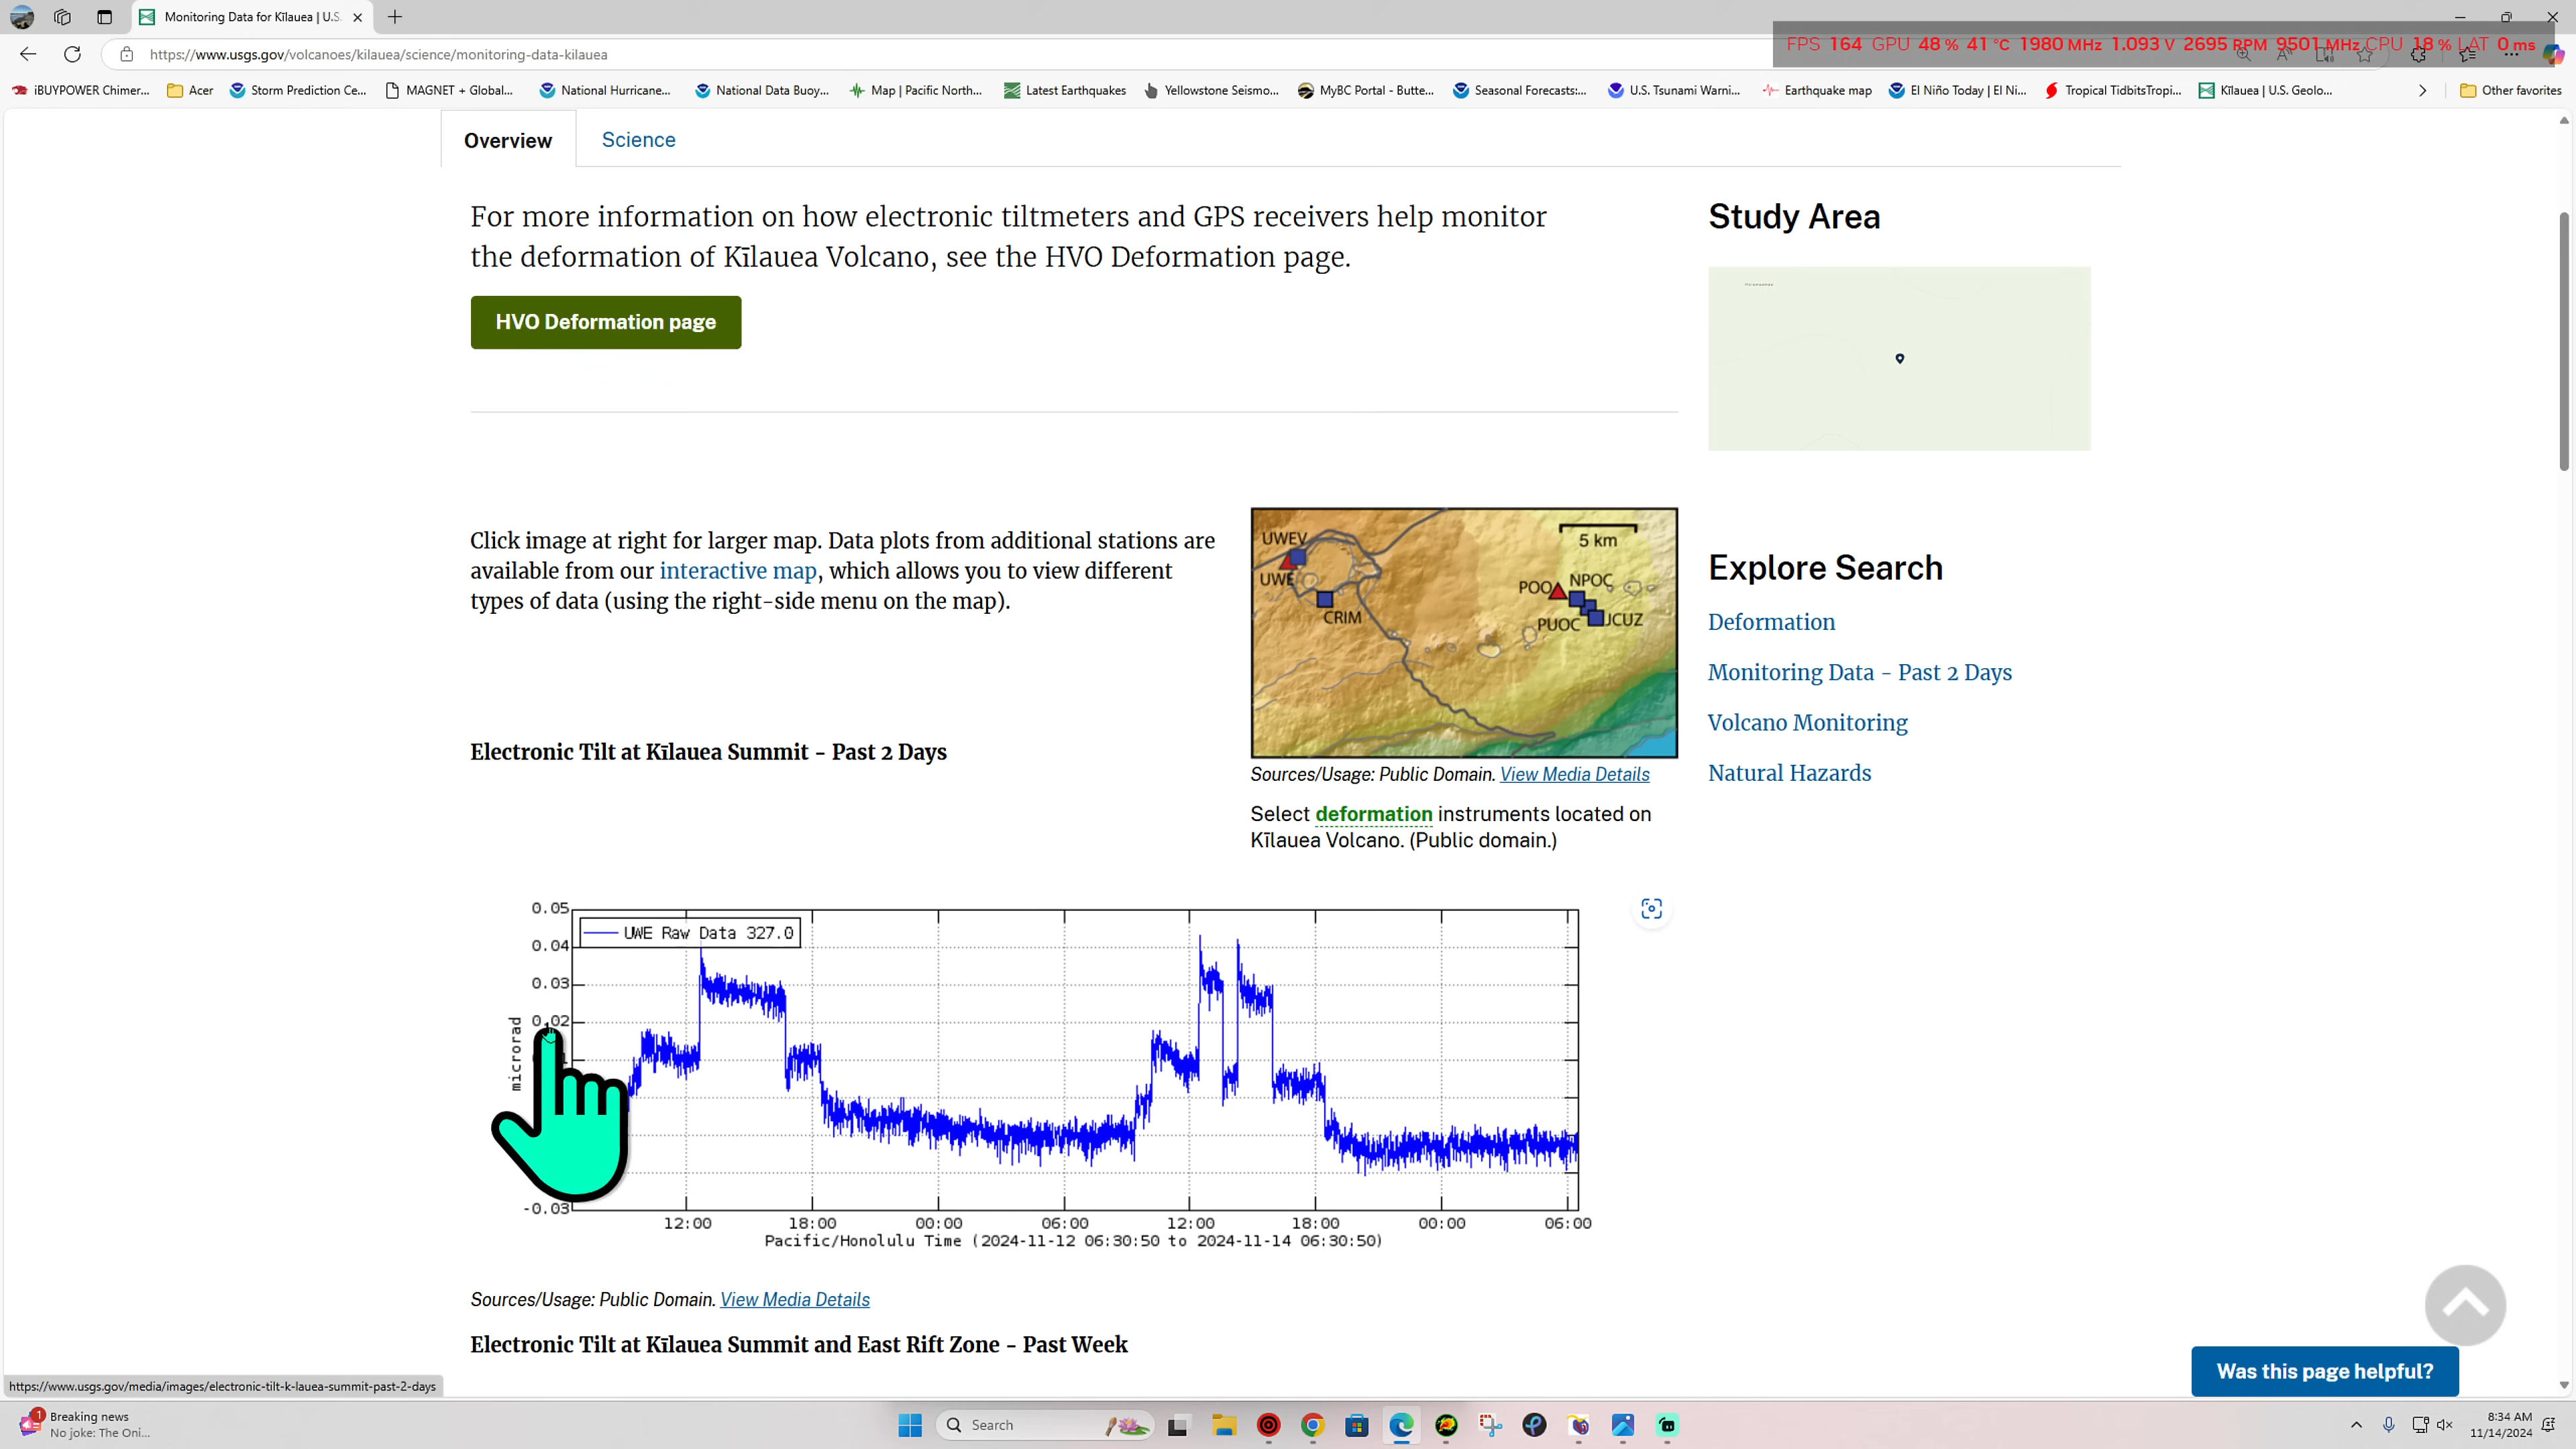 Monitoring Data for Kīlauea | U.S.
FPS 164 GPU 48 % 41 °C 1980 MHz 1.093 V 2695 RPM 9501 MHz CPU 18 % LAT 0 ms
https://www.usgs.gov/volcanoes/kilauea/science/monitoring-data-kilauea
iBUYPOWER Chimer... Acer Storm Prediction Ce... MAGNET + Global... National Hurricane... National Data Buoy... Map | Pacific North... Latest Earthquakes Yellowstone Seismo... MyBC Portal - Butte... Seasonal Forecasts:... U.S. Tsunami Warni... Earthquake map El Niño Today | El Ni... Tropical TidbitsTropi... Kīlauea | U.S. Geolo... Other favorites
Overview Science
For more information on how electronic tiltmeters and GPS receivers help monitor
the deformation of Kīlauea Volcano, see the HVO Deformation page.
HVO Deformation page
Study Area
Click image at right for larger map. Data plots from additional stations are
available from our interactive map, which allows you to view different
types of data (using the right-side menu on the map).
UWEV
UWE
CRIM
5 km
POO NPOC
PUOC JCUZ
Sources/Usage: Public Domain. View Media Details
Select deformation instruments located on
Kīlauea Volcano. (Public domain.)
Explore Search
Deformation
Monitoring Data - Past 2 Days
Volcano Monitoring
Natural Hazards
Electronic Tilt at Kīlauea Summit - Past 2 Days
UWE Raw Data 327.0
0.05
0.04
0.03
0.02
-0.03
microrad
12:00 18:00 00:00 06:00 12:00 18:00 00:00 06:00
Pacific/Honolulu Time (2024-11-12 06:30:50 to 2024-11-14 06:30:50)
Sources/Usage: Public Domain. View Media Details
Electronic Tilt at Kīlauea Summit and East Rift Zone - Past Week
Was this page helpful?
https://www.usgs.gov/media/images/electronic-tilt-k-lauea-summit-past-2-days
1
Breaking news
No joke: The Oni...
Search
8:34 AM
11/14/2024